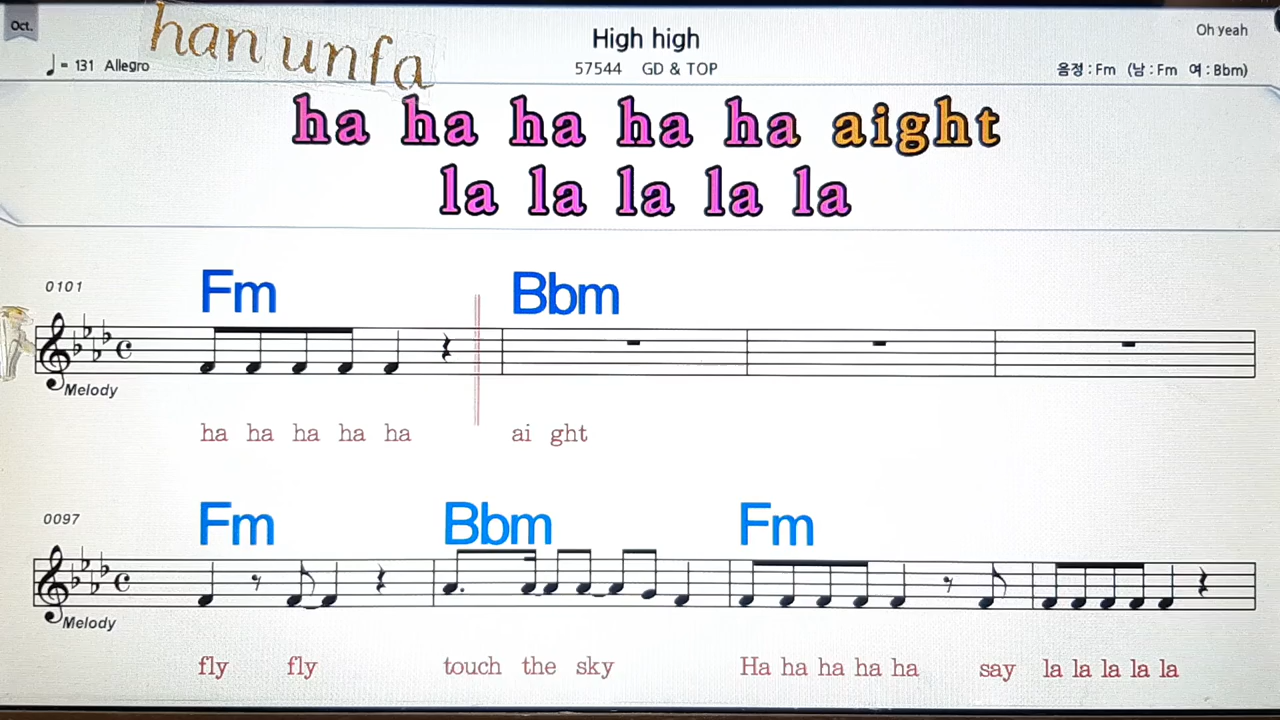 Oct.
han unfa
High high
Oh yeah
= 131 Allegro
57544 GD & TOP
음정 : Fm (남 : Fm 여 : Bbm)
ha ha ha ha ha aight
la la la la la
0101
Fm Bbm
Melody
ha ha ha ha ha ai ght
0097
Fm Bbm Fm
Melody
fly fly touch the sky Ha ha ha ha ha say la la la la la